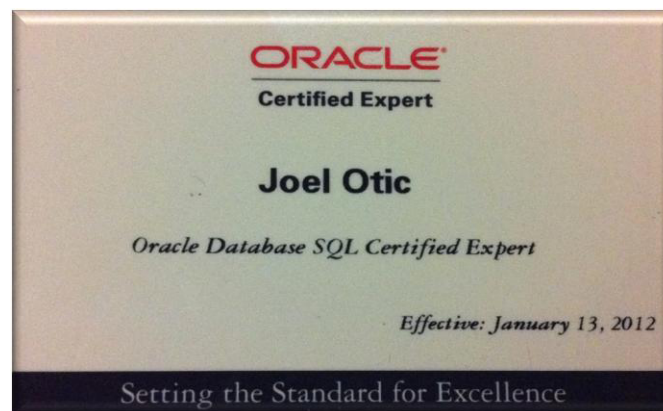 ORACLE
Certified Expert
Joel Otic
Oracle Database SQL Certified Expert
Effective: January 13, 2012
Setting the Standard for Excellence